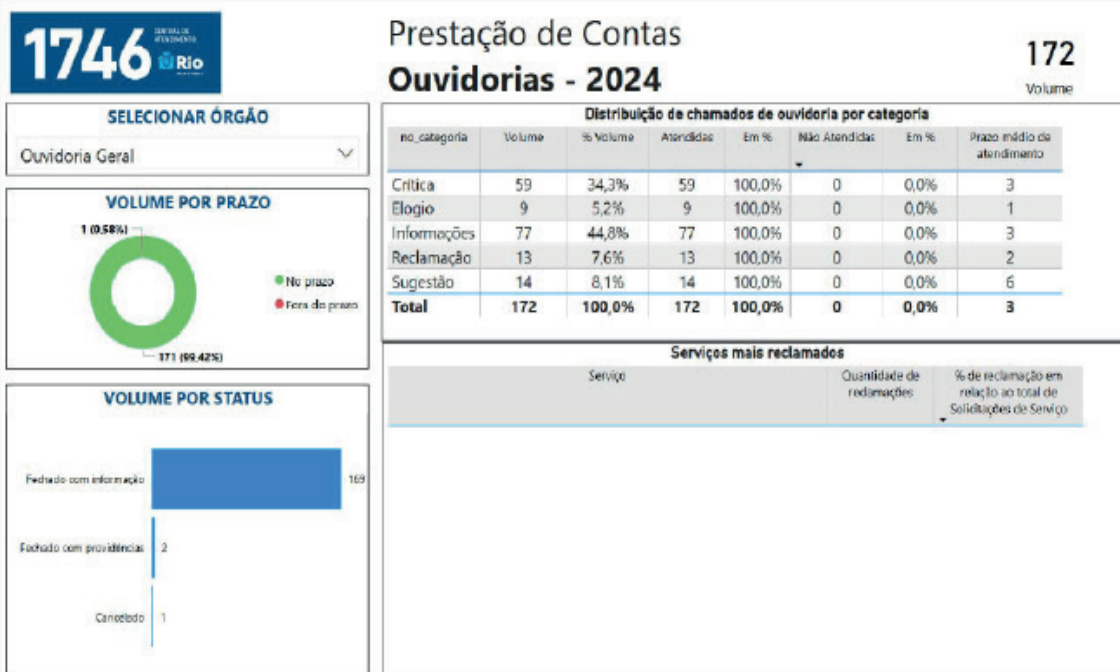 1746
CENTRAL DE
ATENDIMENTO
Rio
Prestação de Contas
Ouvidorias - 2024
172
Volume
SELECIONAR ÓRGÃO
Ouvidoria Geral
VOLUME POR PRAZO
1 (0,58%)
No prazo
Fora do prazo
171 (99,42%)
VOLUME POR STATUS
Fechado com informação 169
Fechado com providências 2
Cancelado 1
Distribuição de chamados de ouvidoria por categoria
no_categoria Volume % Volume Atendidas Em % Não Atendidas Em % Prazo médio de
atendimento
Crítica 59 34,3% 59 100,0% 0 0,0% 3
Elogio 9 5,2% 9 100,0% 0 0,0% 1
Informações 77 44,8% 77 100,0% 0 0,0% 3
Reclamação 13 7,6% 13 100,0% 0 0,0% 2
Sugestão 14 8,1% 14 100,0% 0 0,0% 6
Total 172 100,0% 172 100,0% 0 0,0% 3
Serviços mais reclamados
Serviço Quantidade de % de reclamação em
reclamações relação ao total de
Solicitações de Serviço